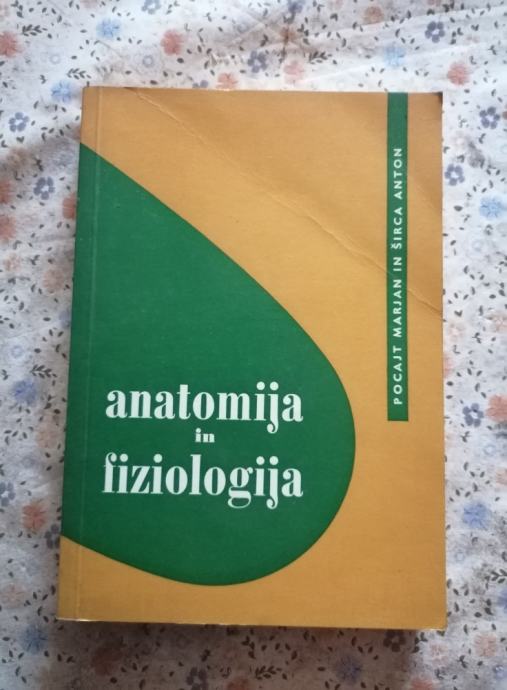 POCAJT MARJAN IN ŠIRCA ANTON
anatomija
in
fiziologija